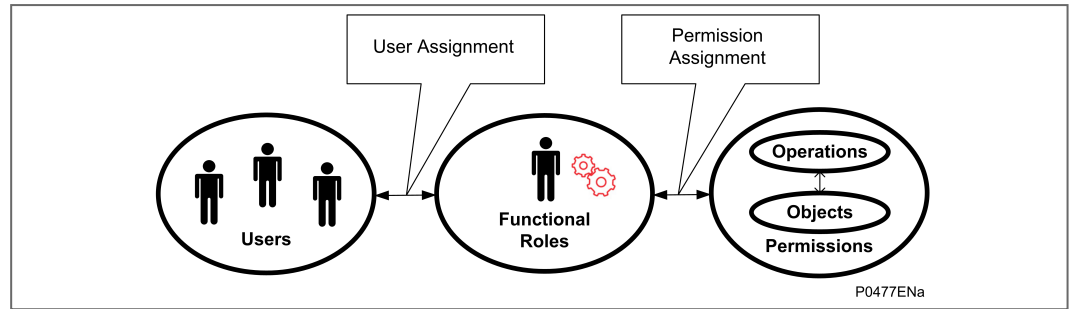 User Assignment
Permission
Assignment
Operations
Objects
Permissions
Functional
Roles
Users
P0477ENa